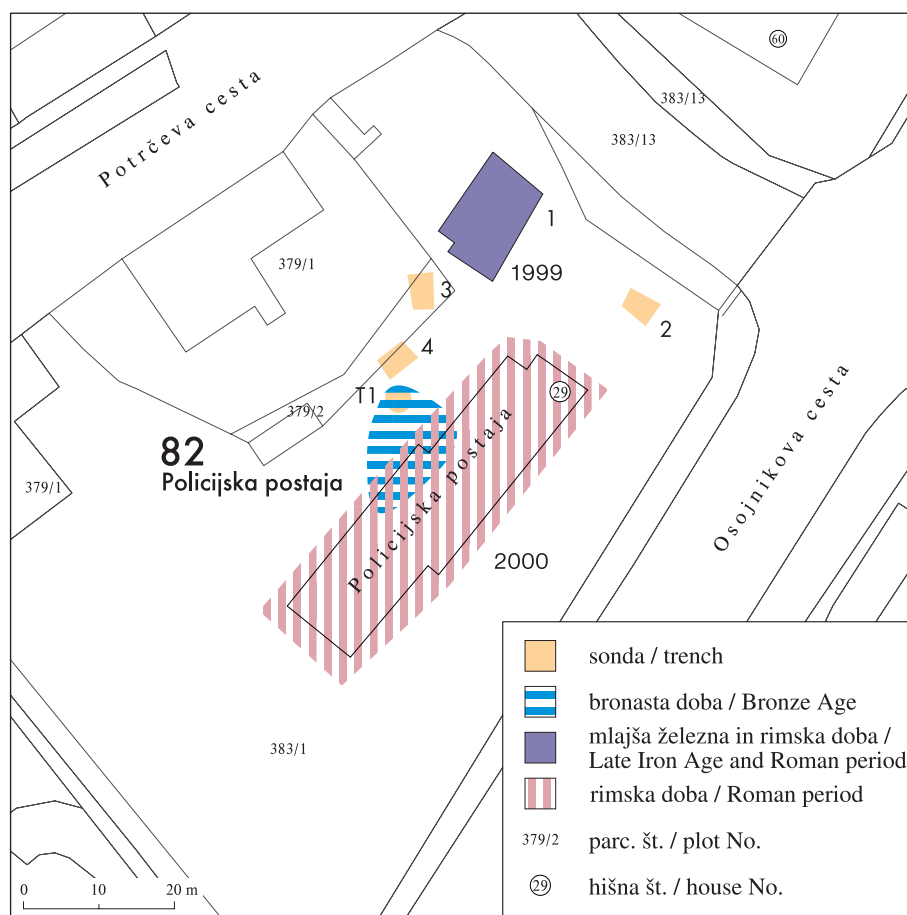 60
383/13
383/13
Potrčeva cesta
1
1999
379/1
3
2
4
T1
29
379/2
82
Policijska postaja
Policijska postaja
Osojnikova cesta
379/1
2000
383/1
sonda / trench
bronasta doba / Bronze Age
mlajša železna in rimska doba /
Late Iron Age and Roman period
rimska doba / Roman period
379/2 parc. št. / plot No.
29 hišna št. / house No.
0 10 20 m